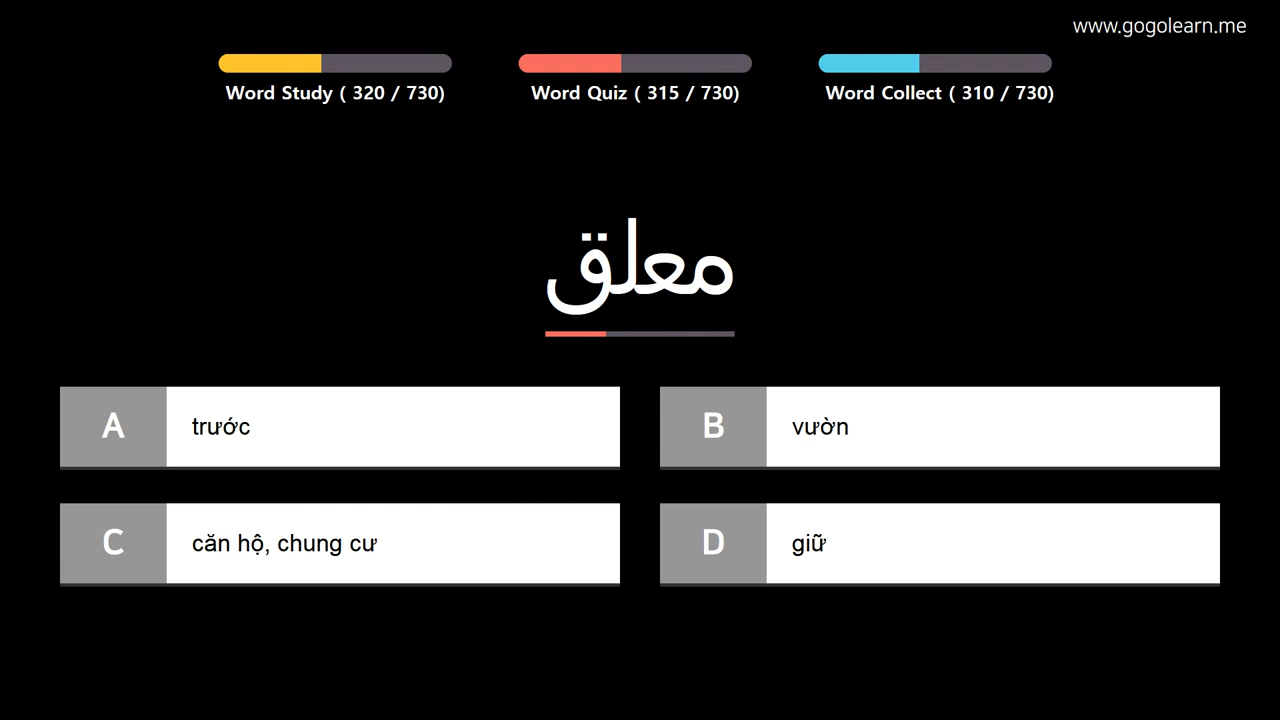 www.gogolearn.me
Word Study ( 320 / 730)
Word Quiz ( 315 / 730)
Word Collect ( 310 / 730)
معلق
A trước
B vườn
C căn hộ, chung cư
D giữ